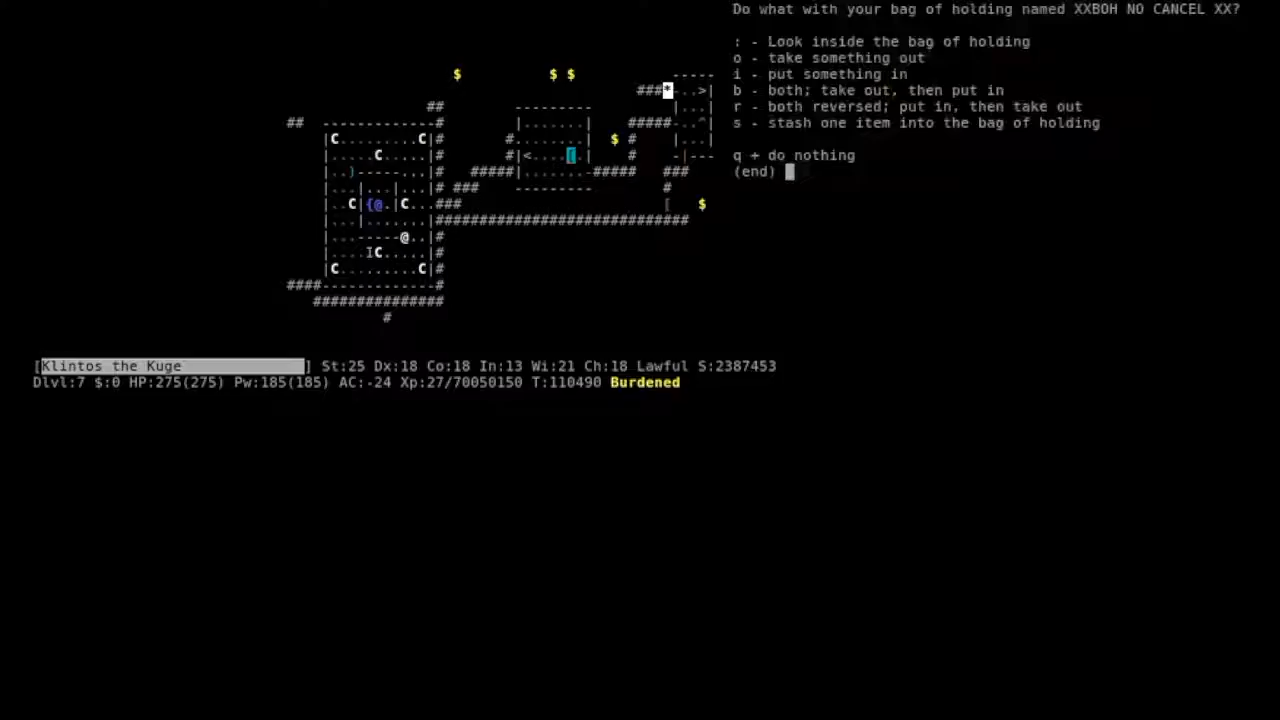 Do what with your bag of holding named XXBOH NO CANCEL XX?
: - Look inside the bag of holding
o - take something out
i - put something in
b - both; take out, then put in
r - both reversed; put in, then take out
s - stash one item into the bag of holding
q + do nothing
(end)
$ $ $ -----
###*...>|
## --------- |...|
## -------------# |.......| #####...^|
|C.........C|# #........ $ # |...|
|....C.....|# #|<....[.| # -|---
|..)-----...# #####|.......-##### ###
|...|...|...|# ### --------- #
|..C|{@.|C..### [ $
|...|.......|#############################
|...-----@..|#
|....IC.....|#
|C.........C|#
####-------------#
###############
#
[Klintos the Kuge ] St:25 Dx:18 Co:18 In:13 Wi:21 Ch:18 Lawful S:2387453
Dlvl:7 $:0 HP:275(275) Pw:185(185) AC:-24 Xp:27/70050150 T:110490 Burdened